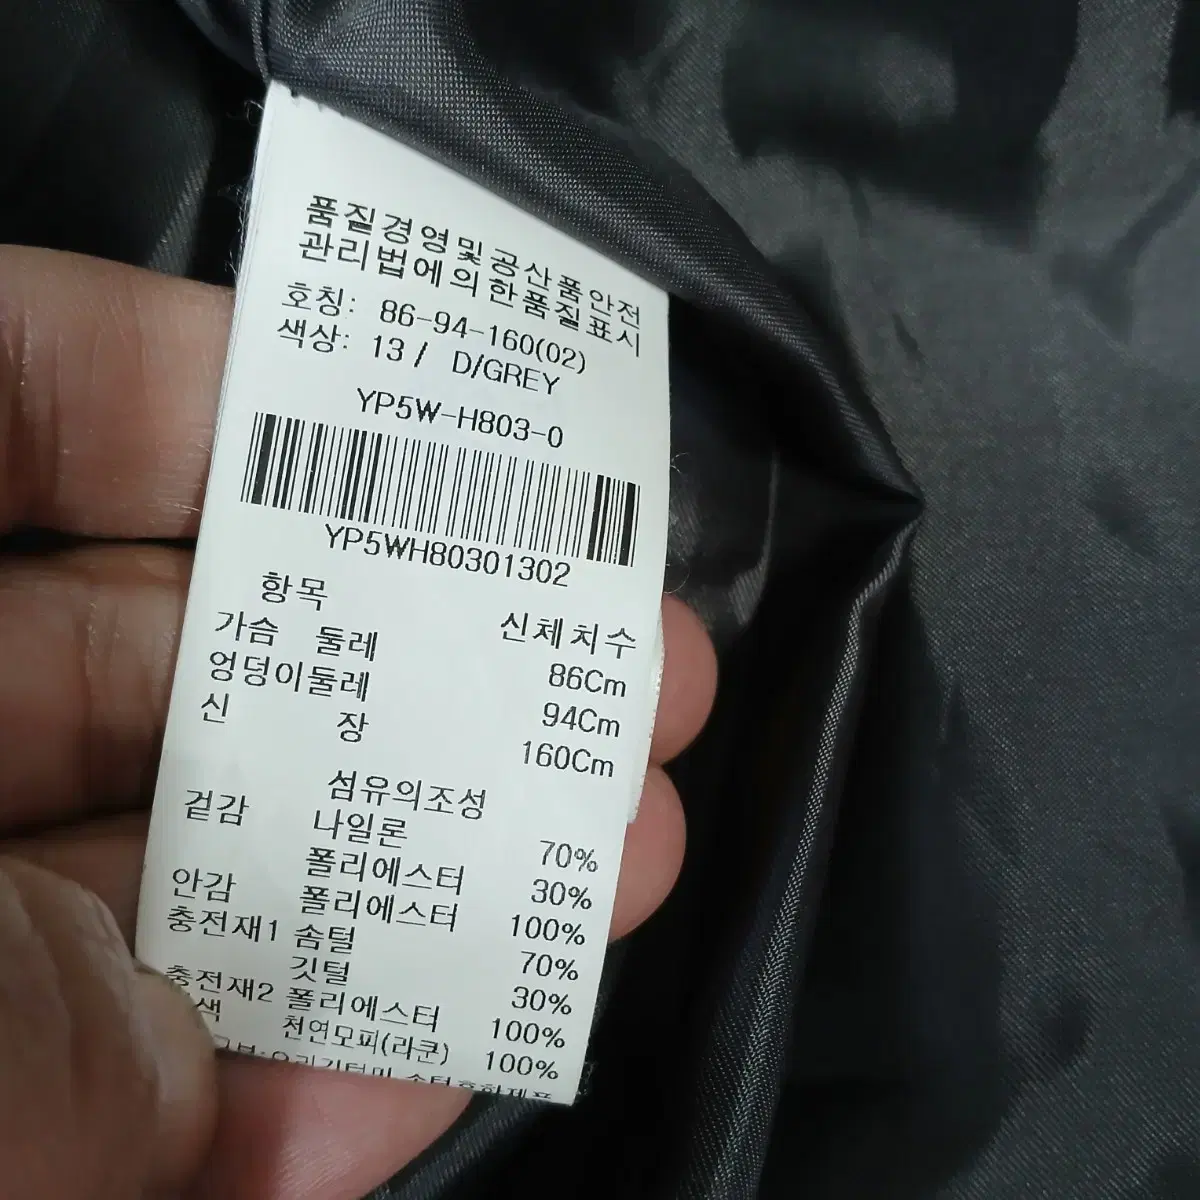 품질경영및공산품안전
관리법에의한품질표시
호칭: 86-94-160(02)
색상: 13/ D/GREY
YP5W-H803-0
YP5WH80301302
항목 신체치수
가슴 둘레 86Cm
엉덩이둘레 94Cm
신 장 160Cm
섬유의조성
겉감 나일론 70%
폴리에스터 30%
안감 폴리에스터 100%
충전재1 솜털 70%
깃털 30%
충전재2 폴리에스터 100%
색 천연모피(라쿤) 100%